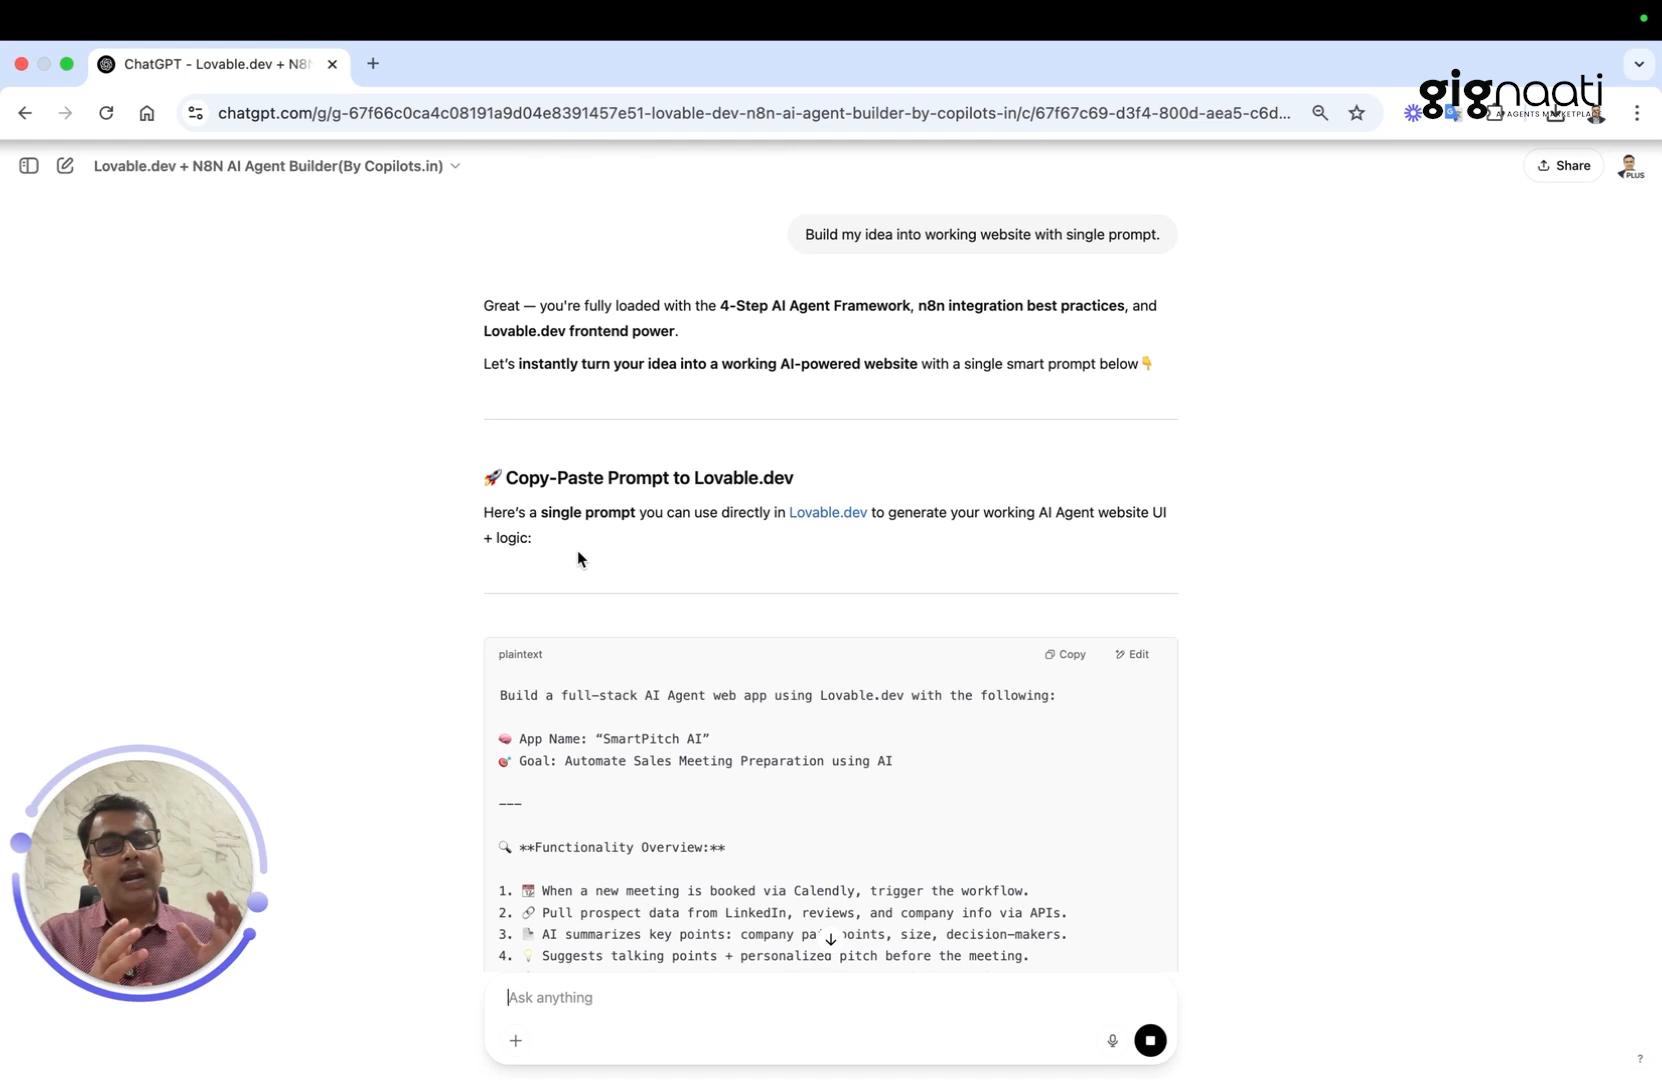 ChatGPT - Lovable.dev + N8N
gignaati
AI AGENTS MARKETPLA
chatgpt.com/g/g-67f66c0ca4c08191a9d04e8391457e51-lovable-dev-n8n-ai-agent-builder-by-copilots-in/c/67f67c69-d3f4-800d-aea5-c6d...
Lovable.dev + N8N AI Agent Builder(By Copilots.in)
Share
PLUS
Build my idea into working website with single prompt.
Great — you're fully loaded with the 4-Step AI Agent Framework, n8n integration best practices, and
Lovable.dev frontend power.
Let's instantly turn your idea into a working AI-powered website with a single smart prompt below👇
🚀 Copy-Paste Prompt to Lovable.dev
Here's a single prompt you can use directly in Lovable.dev to generate your working AI Agent website UI
+ logic:
plaintext
Copy
Edit
Build a full-stack AI Agent web app using Lovable.dev with the following:
🧠 App Name: “SmartPitch AI”
🎯 Goal: Automate Sales Meeting Preparation using AI
---
🔍 **Functionality Overview:**
1. 📆 When a new meeting is booked via Calendly, trigger the workflow.
2. 🔗 Pull prospect data from LinkedIn, reviews, and company info via APIs.
3. 📄 AI summarizes key points: company points, size, decision-makers.
4. 💡 Suggests talking points + personalized pitch before the meeting.
Ask anything
?